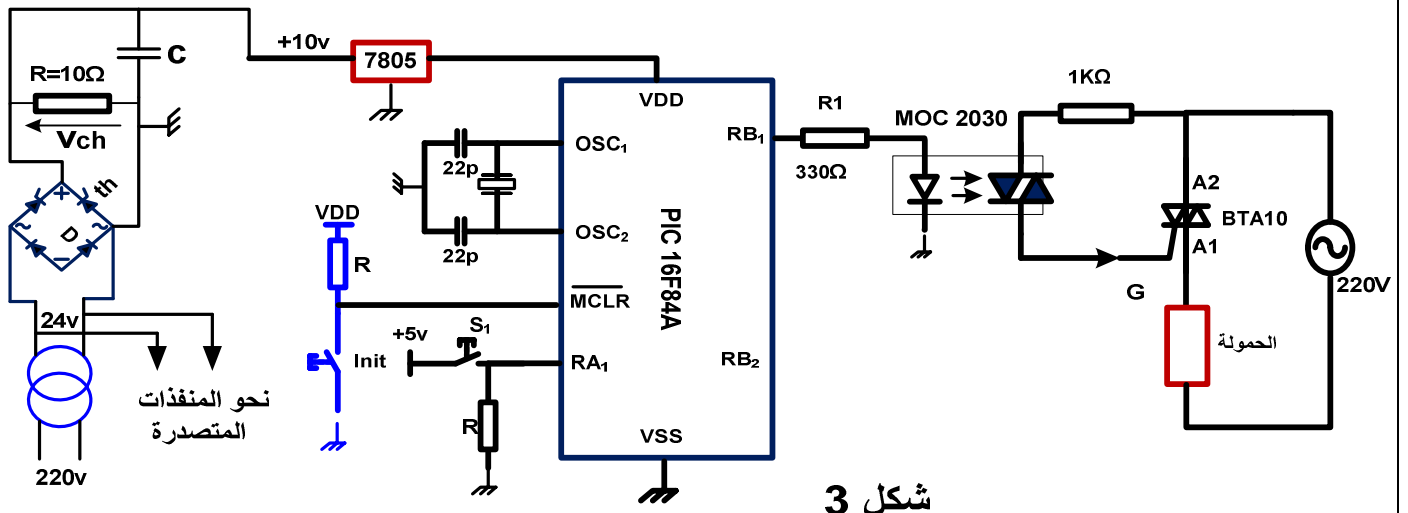 +10v
7805
C
R=10Ω
Vch
th
D
24v
نحو المنفذات
المتصدرة
220v
VDD
R
Init
22p
22p
+5v
S1
R
VDD
OSC1
OSC2
MCLR
RA1
VSS
PIC 16F84A
RB1
RB2
R1
330Ω
MOC 2030
1KΩ
A2
BTA10
A1
G
220V
الحمولة
شكل 3